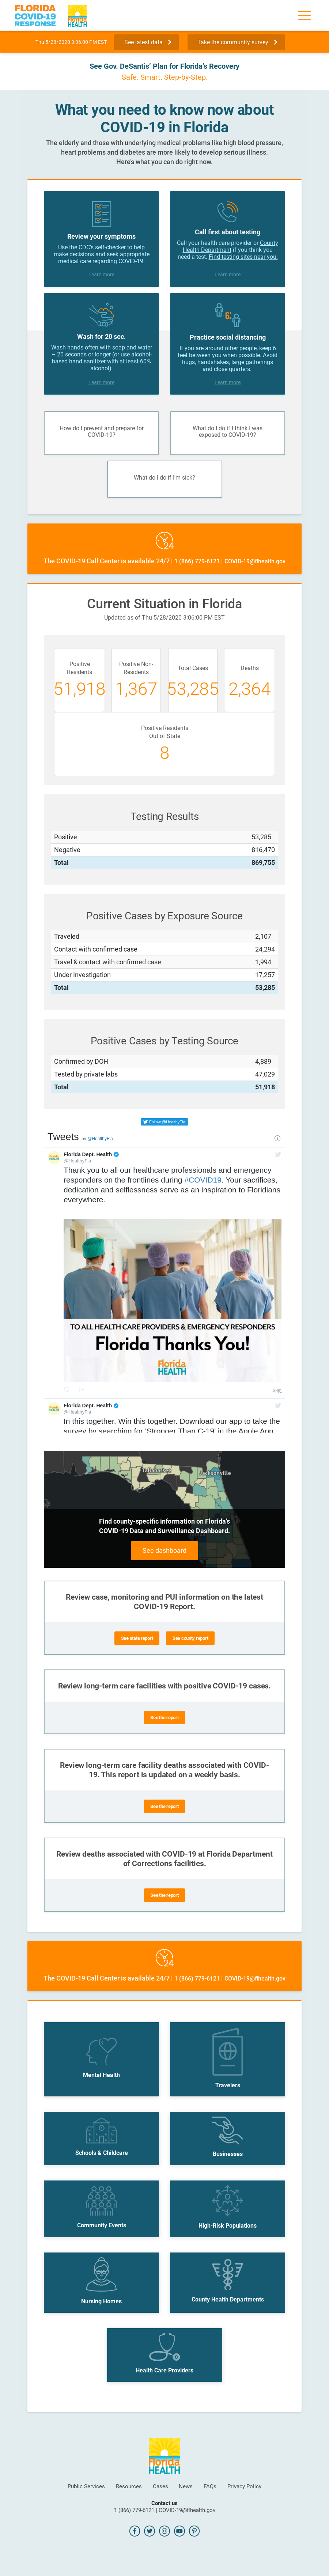 FLORIDA
COVID-19
RESPONSE
Florida
HEALTH
Thu 5/28/2020 3:06:00 PM EST
See latest data
Take the community survey
See Gov. DeSantis' Plan for Florida's Recovery
Safe. Smart. Step-by-Step.
What you need to know now about
COVID-19 in Florida
The elderly and those with underlying medical problems like high blood pressure,
heart problems and diabetes are more likely to develop serious illness.
Here's what you can do right now.
Review your symptoms
Use the CDC's self-checker to help
make decisions and seek appropriate
medical care regarding COVID-19.
Learn more
Call first about testing
Call your health care provider or County
Health Department if you think you
need a test. Find testing sites near you.
Learn more
Wash for 20 sec.
Wash hands often with soap and water
– 20 seconds or longer (or use alcohol-
based hand sanitizer with at least 60%
alcohol).
Learn more
6'
Practice social distancing
If you are around other people, keep 6
feet between you when possible. Avoid
hugs, handshakes, large gatherings
and close quarters.
Learn more
How do I prevent and prepare for
COVID-19?
What do I do if I think I was
exposed to COVID-19?
What do I do if I'm sick?
24
The COVID-19 Call Center is available 24/7 | 1 (866) 779-6121 | COVID-19@flhealth.gov
Current Situation in Florida
Updated as of Thu 5/28/2020 3:06:00 PM EST
Positive
Residents
51,918
Positive Non-
Residents
1,367
Total Cases
53,285
Deaths
2,364
Positive Residents
Out of State
8
Testing Results
Positive 53,285
Negative 816,470
Total 869,755
Positive Cases by Exposure Source
Traveled 2,107
Contact with confirmed case 24,294
Travel & contact with confirmed case 1,994
Under Investigation 17,257
Total 53,285
Positive Cases by Testing Source
Confirmed by DOH 4,889
Tested by private labs 47,029
Total 51,918
Follow @HealthyFla
Tweets by @HealthyFla
Florida Dept. Health
@HealthyFla
Thank you to all our healthcare professionals and emergency
responders on the frontlines during #COVID19. Your sacrifices,
dedication and selflessness serve as an inspiration to Floridians
everywhere.
TO ALL HEALTH CARE PROVIDERS & EMERGENCY RESPONDERS
Florida Thanks You!
Florida
HEALTH
Florida Dept. Health
@HealthyFla
In this together. Win this together. Download our app to take the
survey by searching for 'Stronger Than C-19' in the Apple App
Tallahassee
Jacksonville
Find county-specific information on Florida's
COVID-19 Data and Surveillance Dashboard.
See dashboard
Review case, monitoring and PUI information on the latest
COVID-19 Report.
See state report
See county report
Review long-term care facilities with positive COVID-19 cases.
See the report
Review long-term care facility deaths associated with COVID-
19. This report is updated on a weekly basis.
See the report
Review deaths associated with COVID-19 at Florida Department
of Corrections facilities.
See the report
24
The COVID-19 Call Center is available 24/7 | 1 (866) 779-6121 | COVID-19@flhealth.gov
Mental Health
Travelers
Schools & Childcare
Businesses
Community Events
High-Risk Populations
Nursing Homes
County Health Departments
Health Care Providers
Florida
HEALTH
Public Services
Resources
Cases
News
FAQs
Privacy Policy
Contact us
1 (866) 779-6121 | COVID-19@flhealth.gov